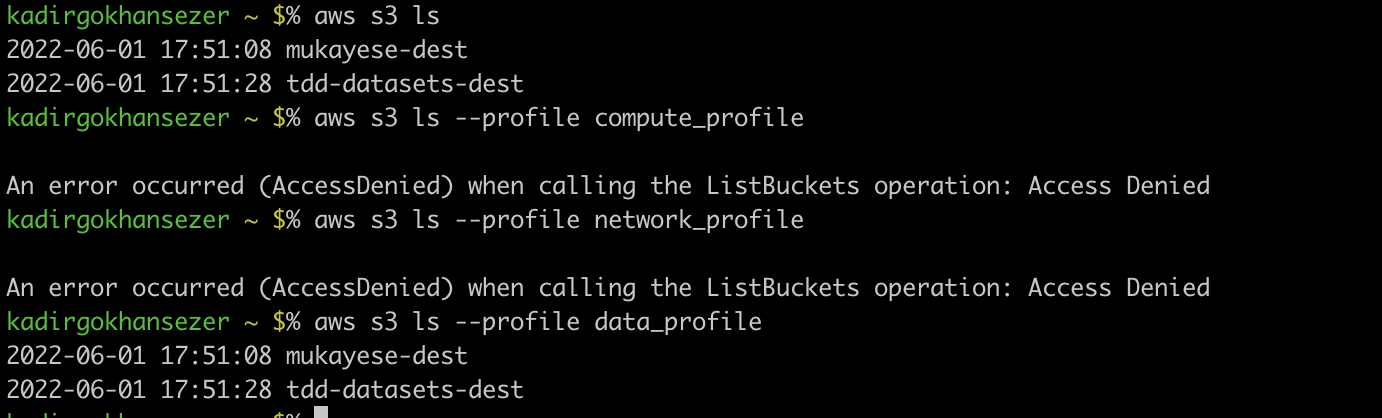 kadirgokhansezer ~ $% aws s3 ls
2022-06-01 17:51:08 mukayese-dest
2022-06-01 17:51:28 tdd-datasets-dest
kadirgokhansezer ~ $% aws s3 ls --profile compute_profile
An error occurred (AccessDenied) when calling the ListBuckets operation: Access Denied
kadirgokhansezer ~ $% aws s3 ls --profile network_profile
An error occurred (AccessDenied) when calling the ListBuckets operation: Access Denied
kadirgokhansezer ~ $% aws s3 ls --profile data_profile
2022-06-01 17:51:08 mukayese-dest
2022-06-01 17:51:28 tdd-datasets-dest
kadirgokhansezer ~ $%